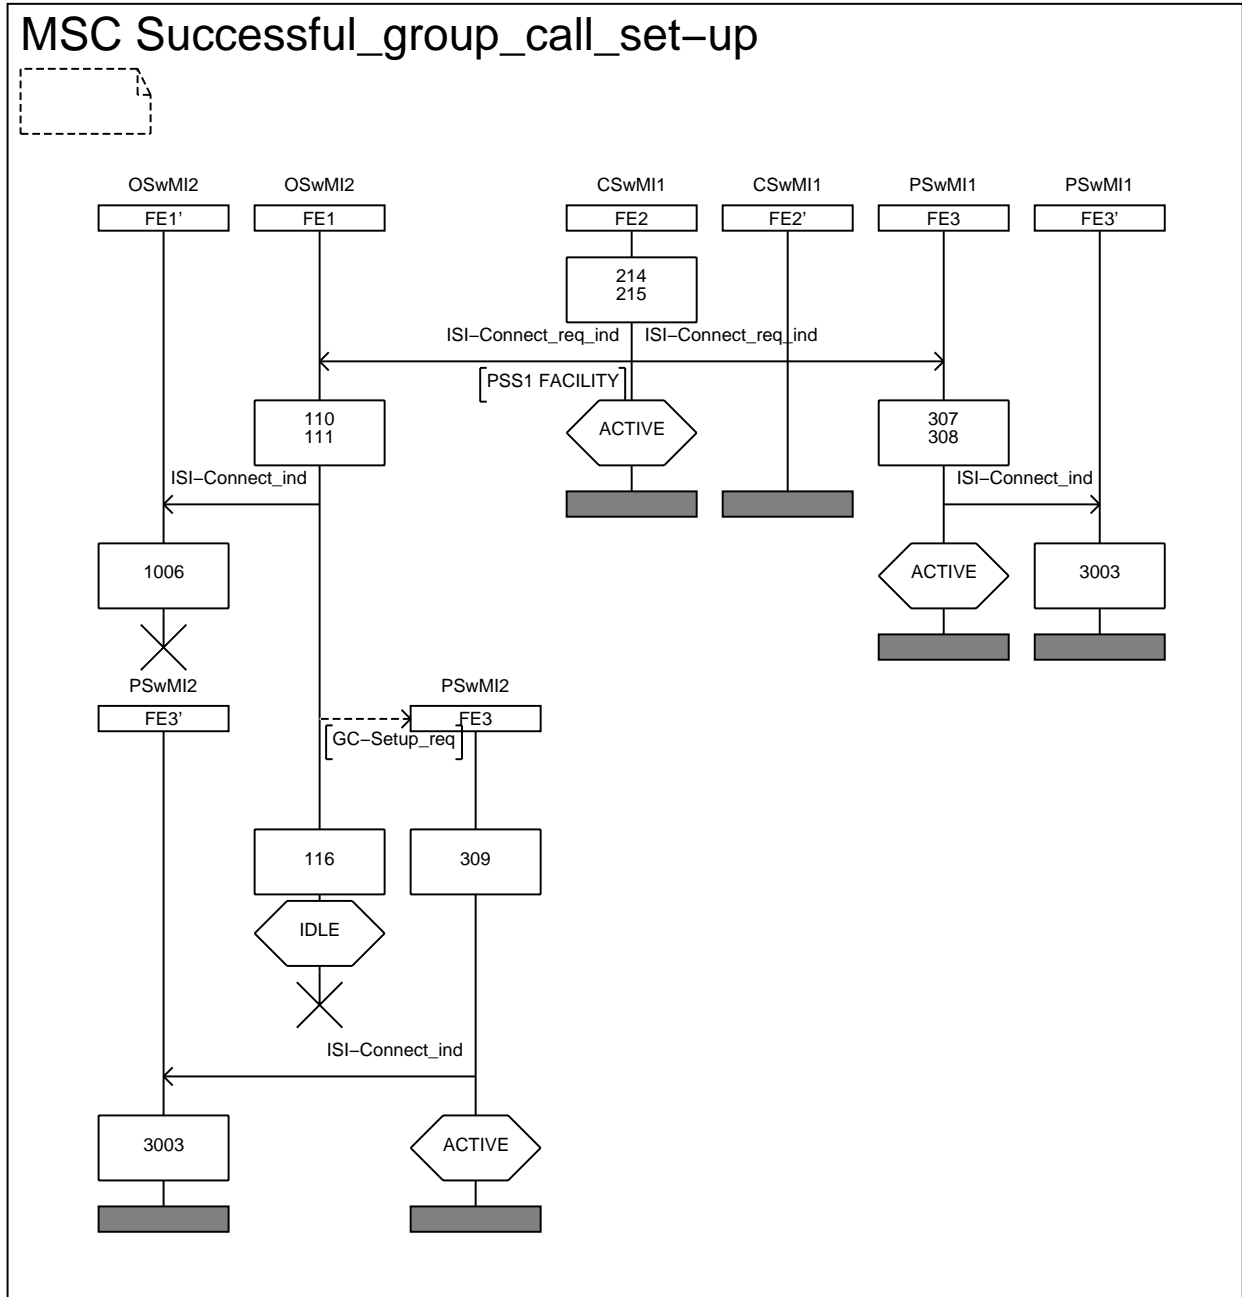 MSC Successful_group_call_set−up
OSwMI2
OSwMI2
CSwMI1
CSwMI1
PSwMI1
PSwMI1
FE1'
FE1
FE2
FE2'
FE3
FE3'
214
215
ISI−Connect_req_ind
ISI−Connect_req_ind
PSS1 FACILITY
110
111
ACTIVE
307
308
ISI−Connect_ind
ISI−Connect_ind
1006
ACTIVE
3003
PSwMI2
PSwMI2
FE3'
FE3
GC−Setup_req
116
309
IDLE
ISI−Connect_ind
3003
ACTIVE